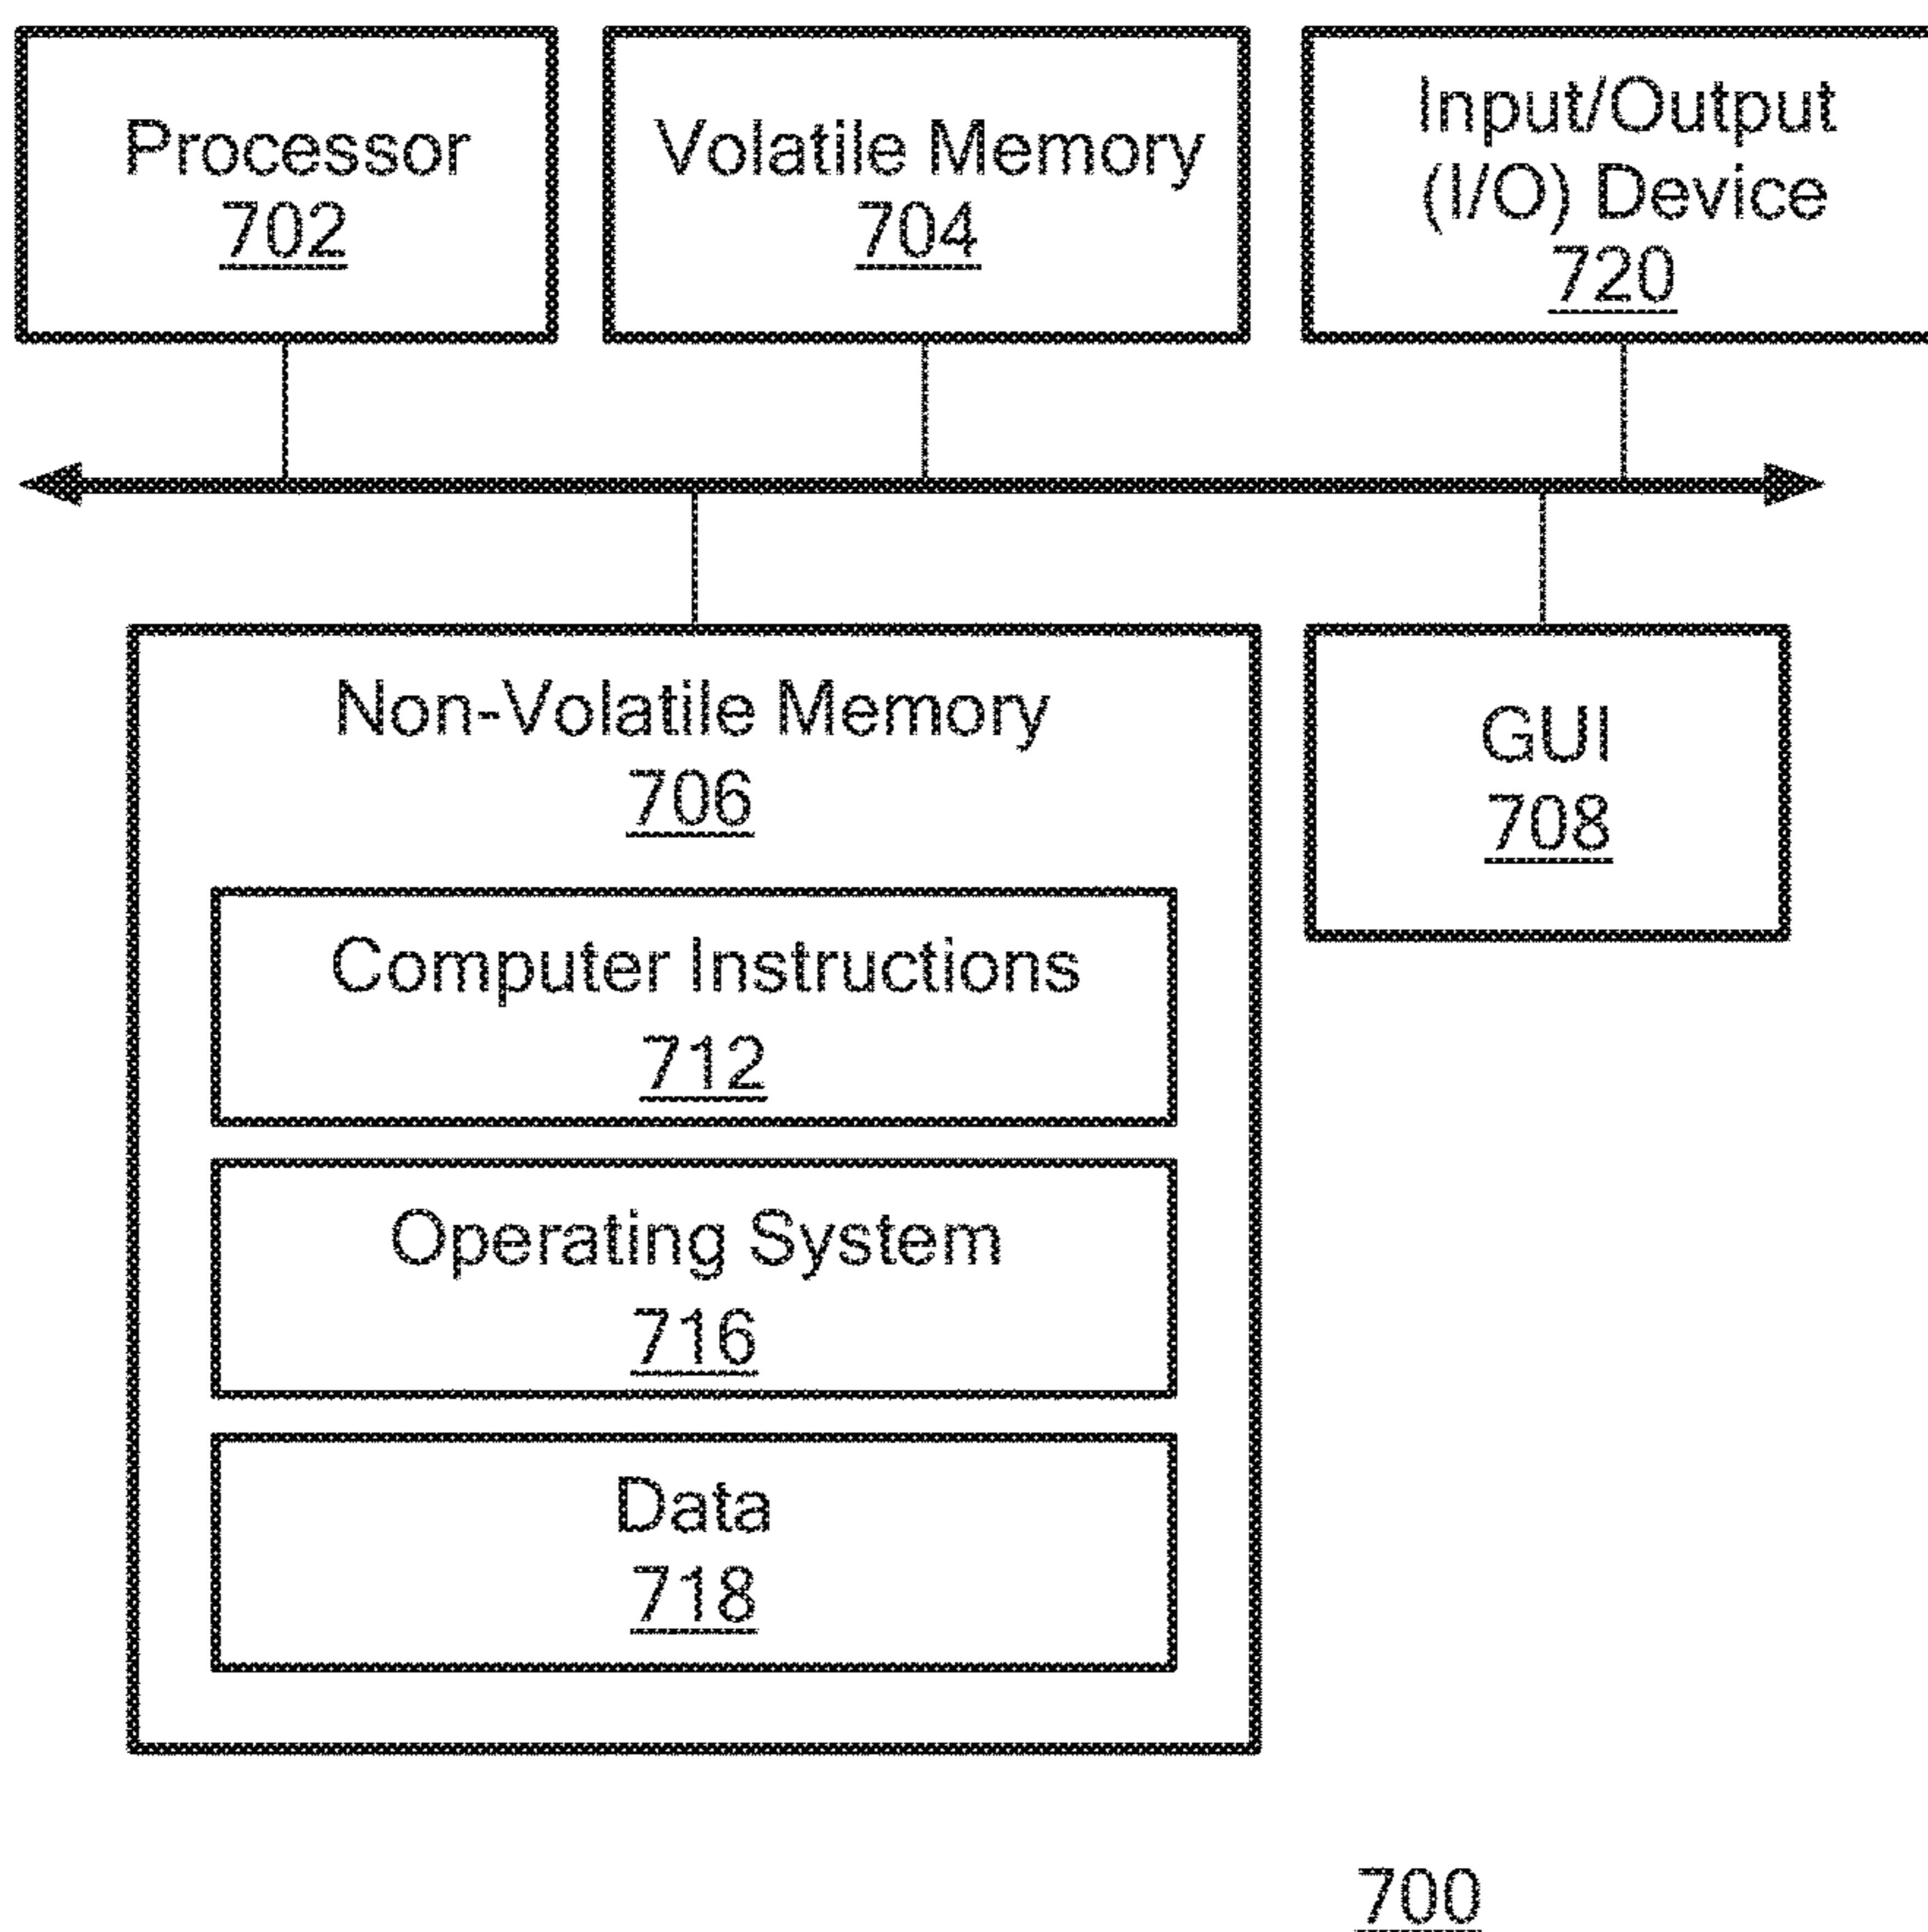 Processor
702
Volatile Memory
704
Input/Output
(I/O) Device
720
Non-Volatile Memory
706
GUI
708
Computer Instructions
712
Operating System
716
Data
718
700